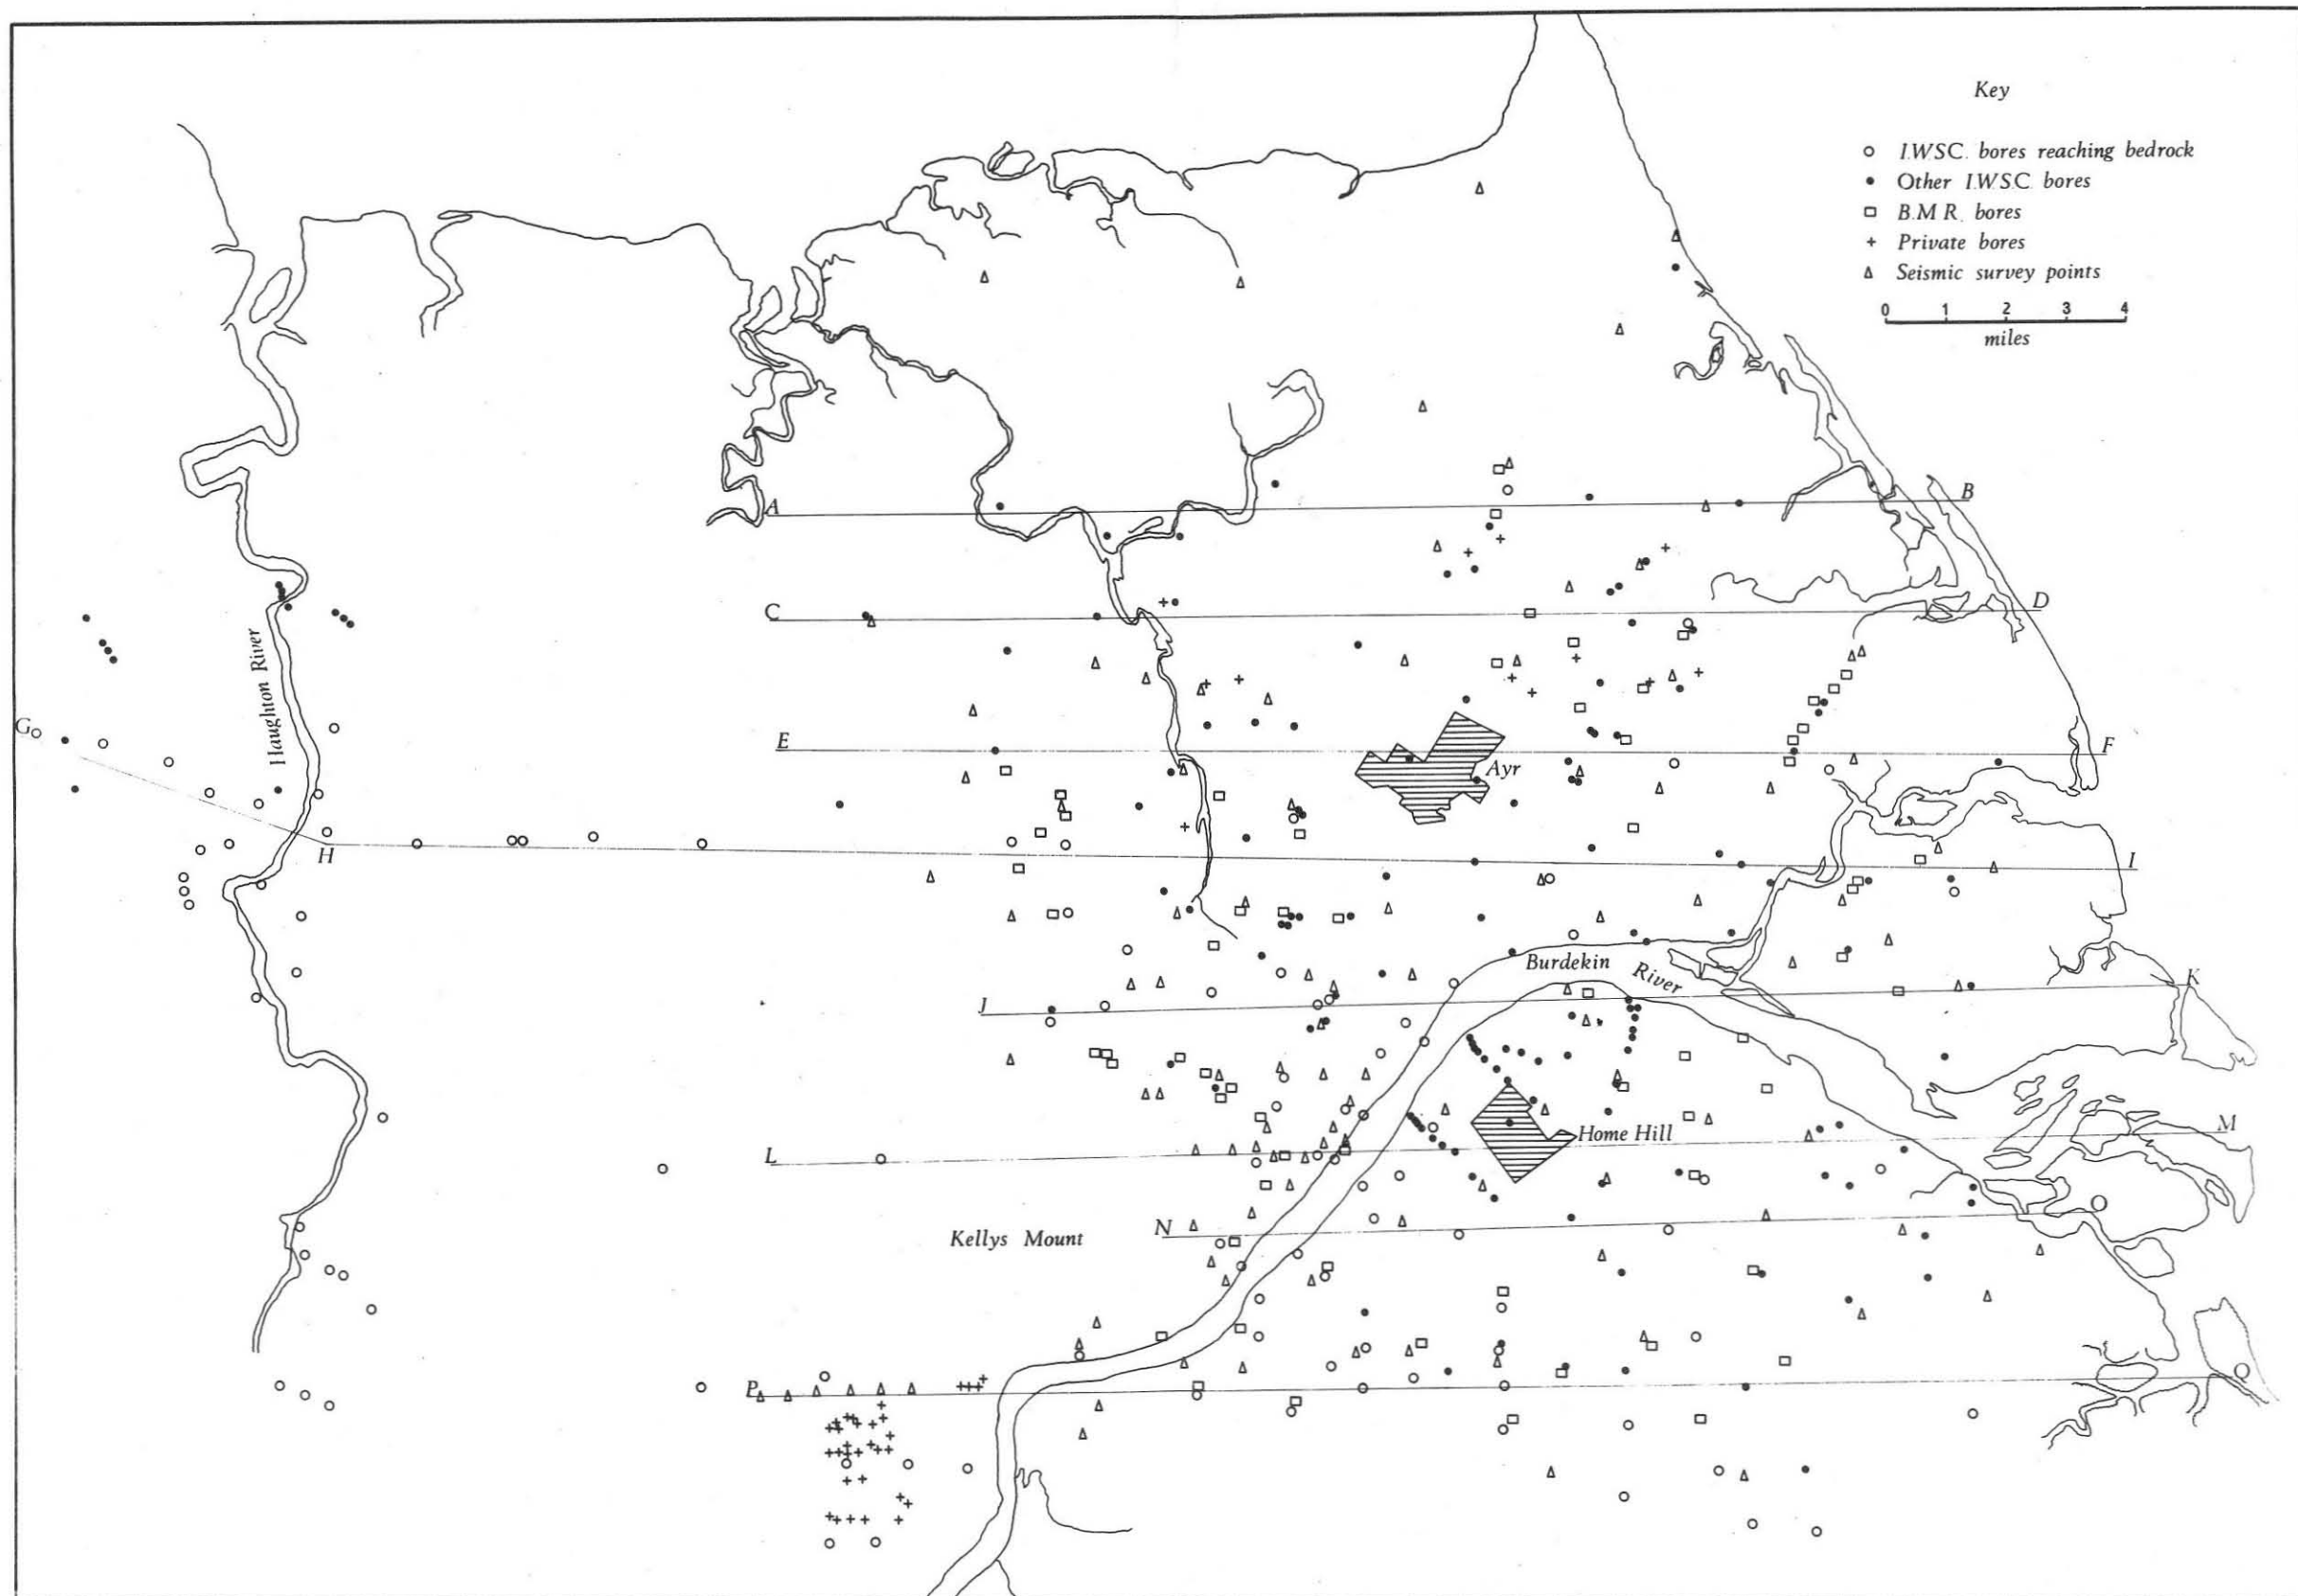 Key
I.W.S.C. bores reaching bedrock
Other I.W.S.C. bores
B.M.R. bores
Private bores
Seismic survey points
0 1 2 3 4
miles
A B
C D
Haughton River
G
E F
Ayr
H I
Burdekin River
J K
Home Hill
L M
Kellys Mount
N O
P Q